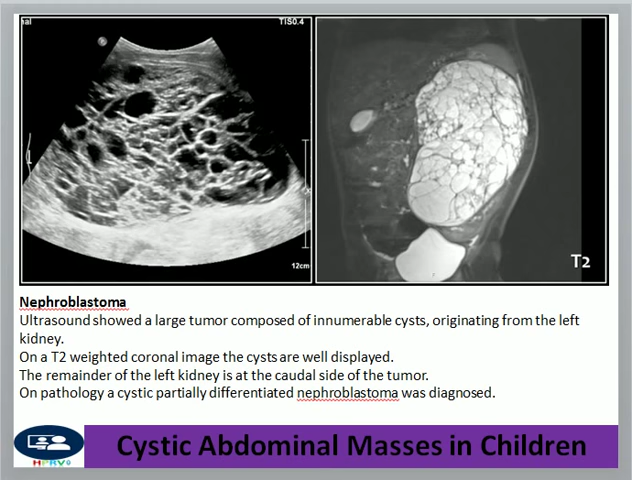 TIS0.4
12cm
T2
Nephroblastoma
Ultrasound showed a large tumor composed of innumerable cysts, originating from the left
kidney.
On a T2 weighted coronal image the cysts are well displayed.
The remainder of the left kidney is at the caudal side of the tumor.
On pathology a cystic partially differentiated nephroblastoma was diagnosed.
Cystic Abdominal Masses in Children